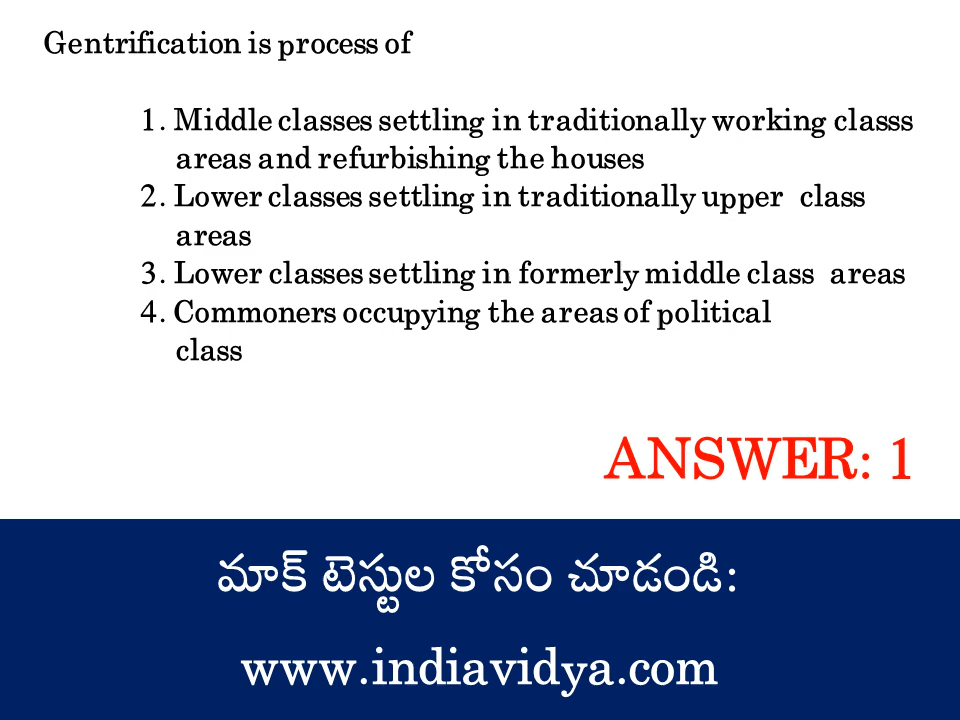 Gentrification is process of
1. Middle classes settling in traditionally working classs
areas and refurbishing the houses
2. Lower classes settling in traditionally upper class
areas
3. Lower classes settling in formerly middle class areas
4. Commoners occupying the areas of political
class
ANSWER: 1
మాక్ టెస్టుల కోసం చూడండి:
www.indiavidya.com